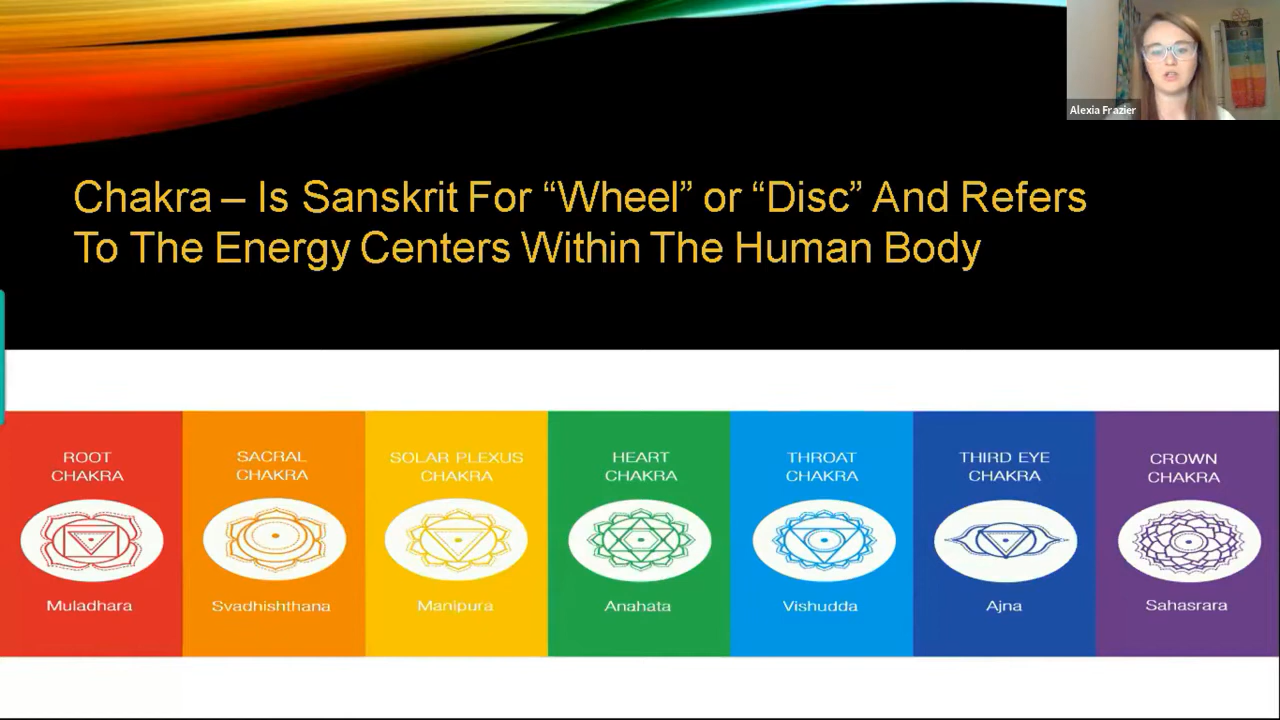 Alexia Frazier
Chakra – Is Sanskrit For “Wheel” or “Disc” And Refers
To The Energy Centers Within The Human Body
ROOT
CHAKRA
Muladhara
SACRAL
CHAKRA
Svadhishthana
SOLAR PLEXUS
CHAKRA
Manipura
HEART
CHAKRA
Anahata
THROAT
CHAKRA
Vishudda
THIRD EYE
CHAKRA
Ajna
CROWN
CHAKRA
Sahasrara